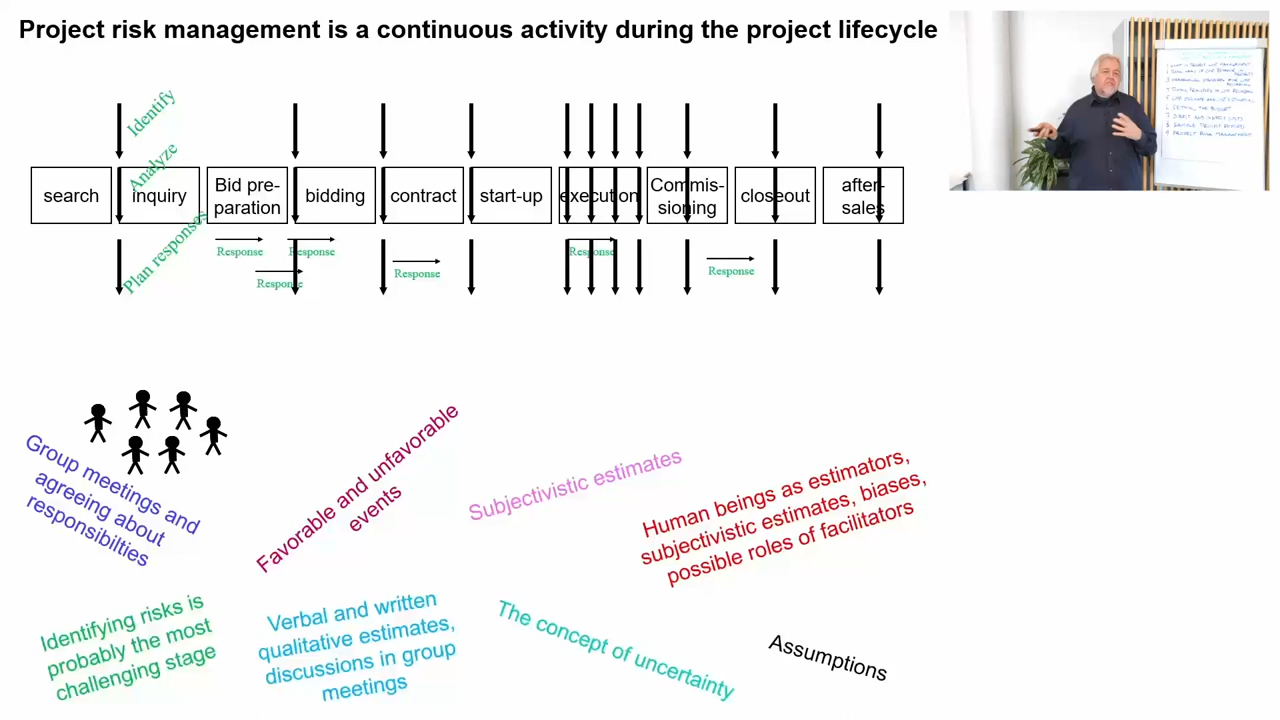 Project risk management is a continuous activity during the project lifecycle
Identify
Analyze
Plan responses
search
inquiry
Bid pre-
paration
bidding
contract
start-up
execution
Commis-
sioning
closeout
after-
sales
Response
Response
Response
Response
Response
Response
Group meetings and
agreeing about
responsibilties
Favorable and unfavorable
events
Subjectivistic estimates
Human beings as estimators,
subjectivistic estimates, biases,
possible roles of facilitators
Identifying risks is
probably the most
challenging stage
Verbal and written
qualitative estimates,
discussions in group
meetings
The concept of uncertainty
Assumptions